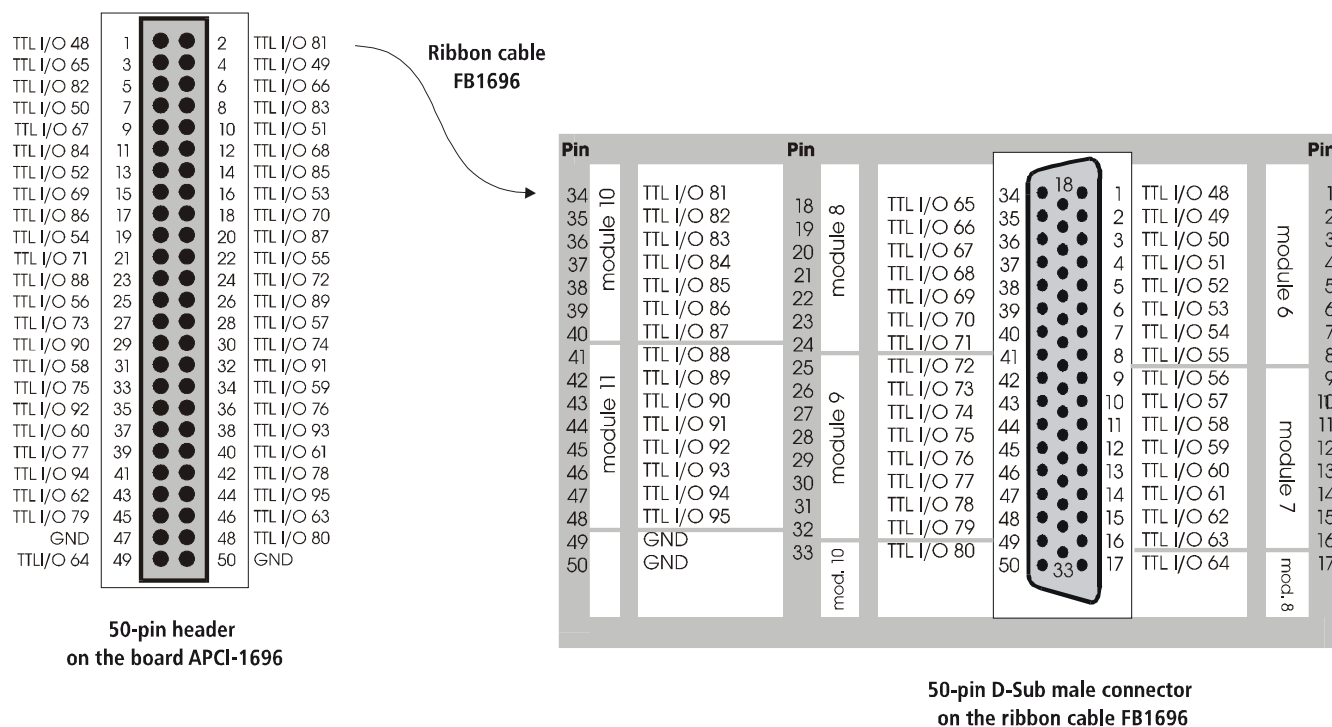 TTL I/O 48 1 2 TTL I/O 81
TTL I/O 65 3 4 TTL I/O 49
TTL I/O 82 5 6 TTL I/O 66
TTL I/O 50 7 8 TTL I/O 83
TTL I/O 67 9 10 TTL I/O 51
TTL I/O 84 11 12 TTL I/O 68
TTL I/O 52 13 14 TTL I/O 85
TTL I/O 69 15 16 TTL I/O 53
TTL I/O 86 17 18 TTL I/O 70
TTL I/O 54 19 20 TTL I/O 87
TTL I/O 71 21 22 TTL I/O 55
TTL I/O 88 23 24 TTL I/O 72
TTL I/O 56 25 26 TTL I/O 89
TTL I/O 73 27 28 TTL I/O 57
TTL I/O 90 29 30 TTL I/O 74
TTL I/O 58 31 32 TTL I/O 91
TTL I/O 75 33 34 TTL I/O 59
TTL I/O 92 35 36 TTL I/O 76
TTL I/O 60 37 38 TTL I/O 93
TTL I/O 77 39 40 TTL I/O 61
TTL I/O 94 41 42 TTL I/O 78
TTL I/O 62 43 44 TTL I/O 95
TTL I/O 79 45 46 TTL I/O 63
GND 47 48 TTL I/O 80
TTLI/O 64 49 50 GND
50-pin header
on the board APCI-1696
Ribbon cable
FB1696
Pin
34 TTL I/O 81
35 TTL I/O 82
36 TTL I/O 83
37 TTL I/O 84
38 TTL I/O 85
39 TTL I/O 86
40 TTL I/O 87
module 10
41 TTL I/O 88
42 TTL I/O 89
43 TTL I/O 90
44 TTL I/O 91
45 TTL I/O 92
46 TTL I/O 93
47 TTL I/O 94
48 TTL I/O 95
module 11
49 GND
50 GND
Pin
18 TTL I/O 65
19 TTL I/O 66
20 TTL I/O 67
21 TTL I/O 68
22 TTL I/O 69
23 TTL I/O 70
24 TTL I/O 71
module 8
25 TTL I/O 72
26 TTL I/O 73
27 TTL I/O 74
28 TTL I/O 75
29 TTL I/O 76
30 TTL I/O 77
31 TTL I/O 78
32 TTL I/O 79
module 9
33 TTL I/O 80
mod. 10
18
33
Pin
34 1 TTL I/O 48 1
35 2 TTL I/O 49 2
36 3 TTL I/O 50 3
37 4 TTL I/O 51 4
38 5 TTL I/O 52 5
39 6 TTL I/O 53 6
40 7 TTL I/O 54 7
41 8 TTL I/O 55 8
module 6
42 9 TTL I/O 56 9
43 10 TTL I/O 57 10
44 11 TTL I/O 58 11
45 12 TTL I/O 59 12
46 13 TTL I/O 60 13
47 14 TTL I/O 61 14
48 15 TTL I/O 62 15
49 16 TTL I/O 63 16
module 7
50 17 TTL I/O 64 17
mod. 8
50-pin D-Sub male connector
on the ribbon cable FB1696